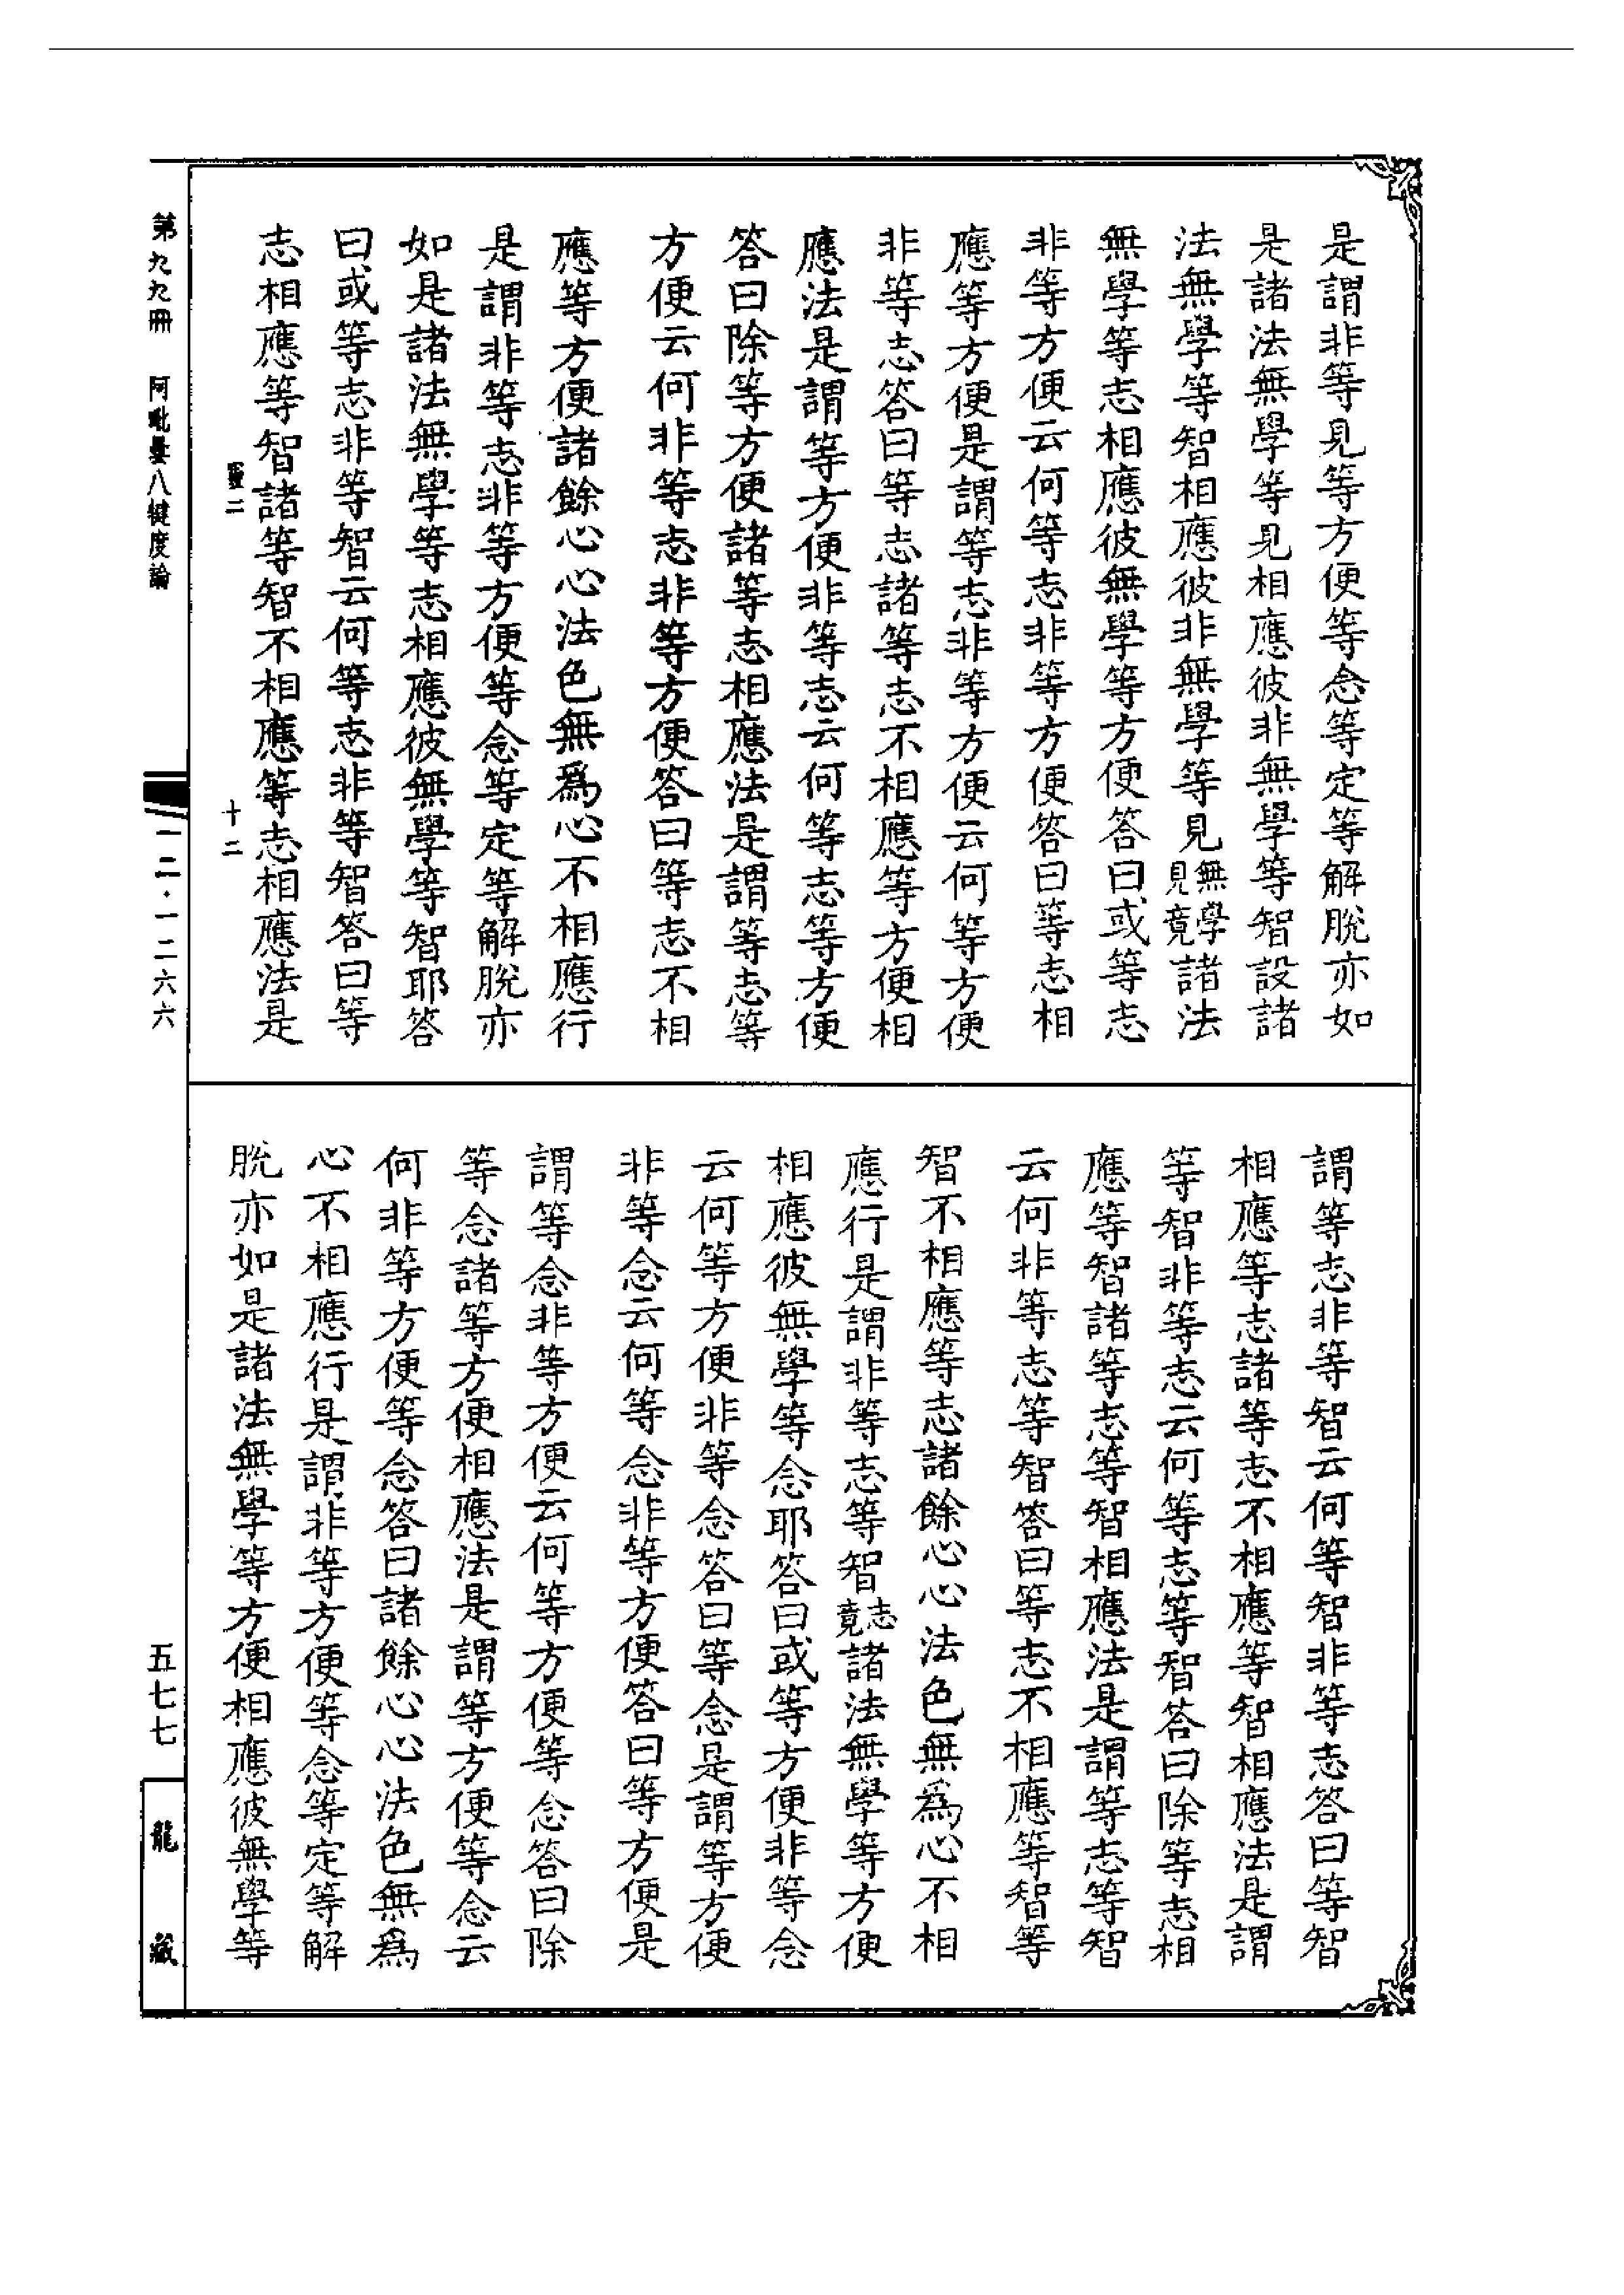 是謂非等見等方便等念等定等解脫亦如
是諸法無學等見相應彼非無學等智設諸
法無學等智相應彼非無學等見無學見竟諸法
無學等志相應彼無學等方便答曰或等志
非等方便云何等志非等方便答曰等志相
應等方便是謂等志非等方便云何等方便
非等志答曰等志諸等志不相應等方便相
應法是謂等方便非等志云何等志等方便
答曰除等方便諸等志相應法是謂等志等
方便云何非等志非等方便答曰等志不相
應等方便諸餘心心法色無為心不相應行
是謂非等志非等方便等念等定等解脫亦
如是諸法無學等志相應彼無學等智耶答
曰或等志非等智云何等志非等智答曰等
志相應等智諸等智不相應等志相應法是
十二
謂等志非等智云何等智非等志答曰等智
相應等志諸等志不相應等智相應法是謂
等智非等志云何等志等智答曰除等志相
應等智諸等志等智相應法是謂等志等智
云何非等志等智答曰等志不相應等智等
智不相應等志諸餘心心法色無為心不相
應行是謂非等志等智志竟諸法無學等方便
相應彼無學等念耶答曰或等方便非等念
云何等方便非等念答曰等念是謂等方便
非等念云何等念非等方便答曰等方便是
謂等念非等方便云何等方便等念答曰除
等念諸等方便相應法是謂等方便等念云
何非等方便等念答曰諸餘心心法色無為
心不相應行是謂非等方便等念等定等解
脫亦如是諸法無學等方便相應彼無學等
第九九冊 阿毗曇八犍度論
一二·一二六六
五七七
龍藏